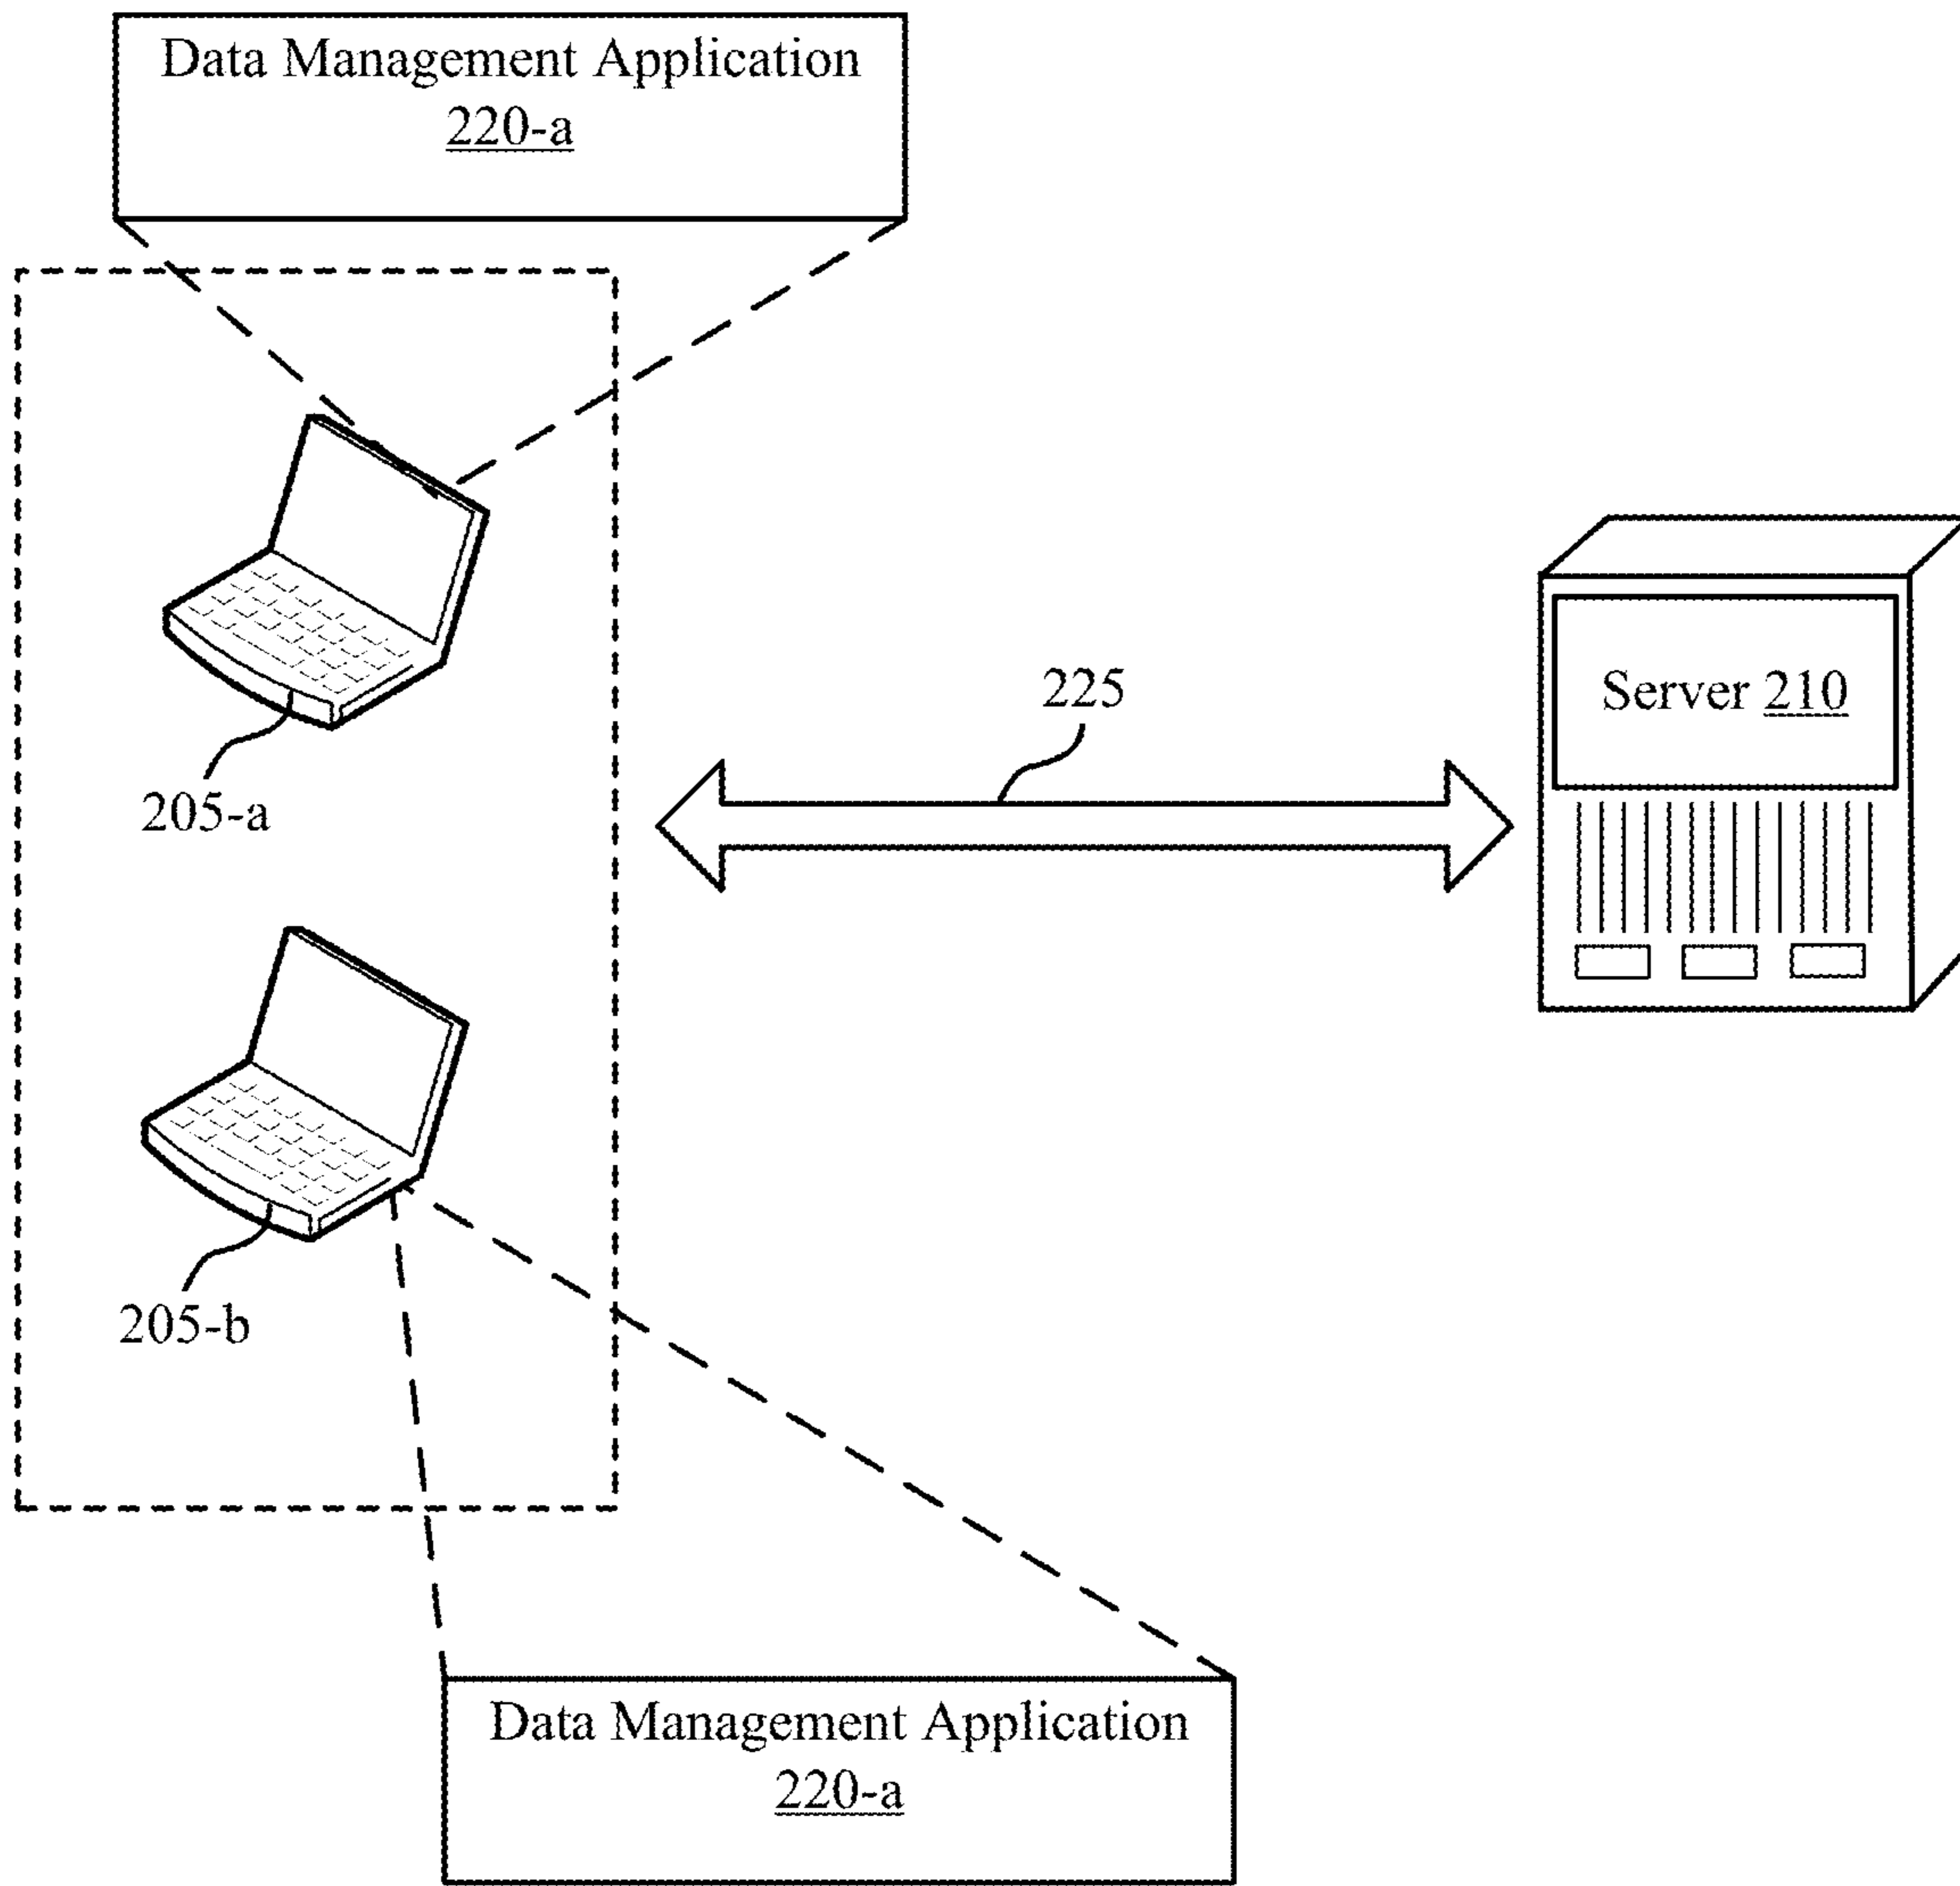 Data Management Application
220-a
225
Server 210
205-a
205-b
Data Management Application
220-a